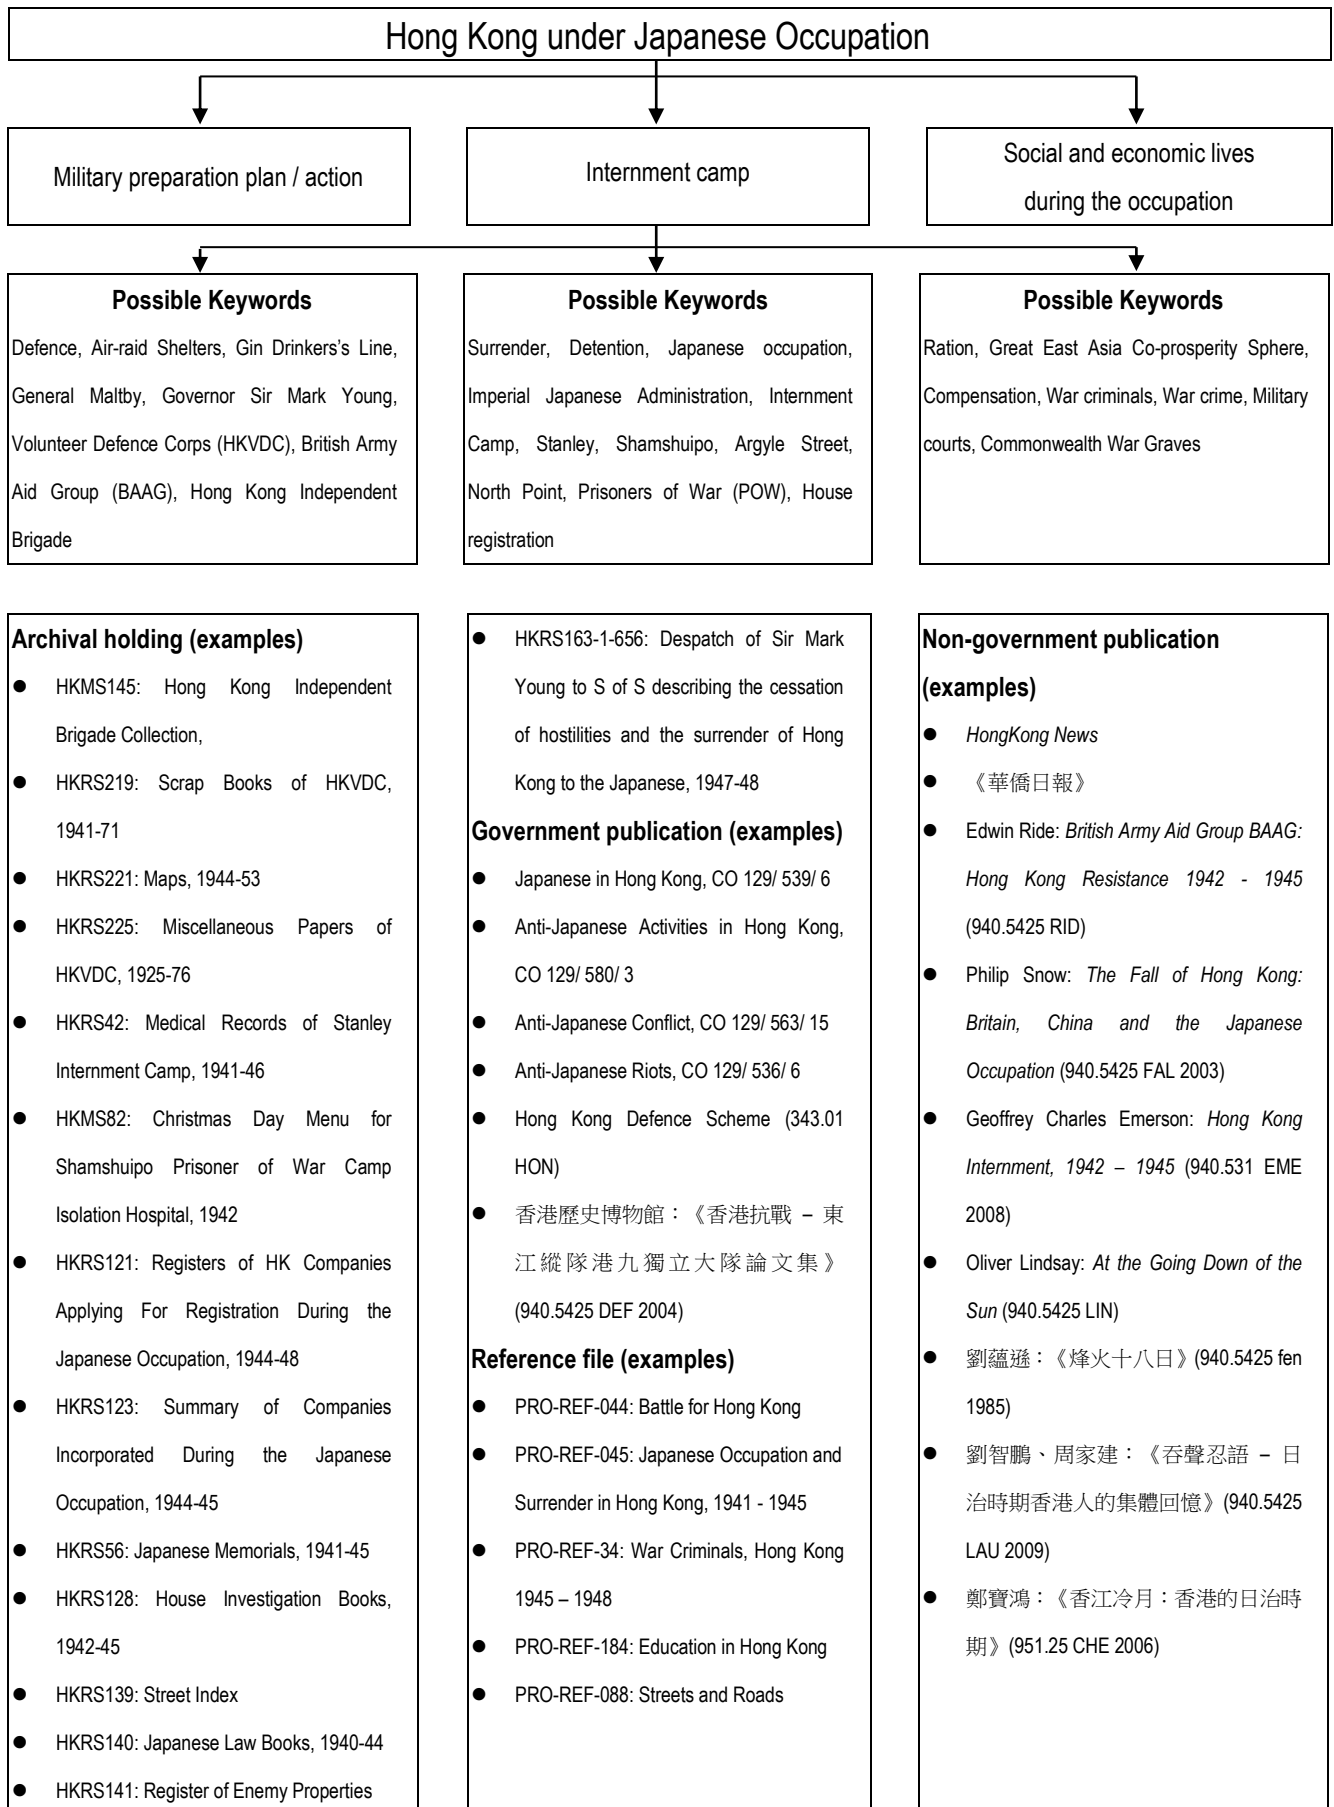 Hong Kong under Japanese Occupation
Military preparation plan / action
Internment camp
Social and economic lives
during the occupation
Possible Keywords
Defence, Air-raid Shelters, Gin Drinkers's Line,
General Maltby, Governor Sir Mark Young,
Volunteer Defence Corps (HKVDC), British Army
Aid Group (BAAG), Hong Kong Independent
Brigade
Possible Keywords
Surrender, Detention, Japanese occupation,
Imperial Japanese Administration, Internment
Camp, Stanley, Shamshuipo, Argyle Street,
North Point, Prisoners of War (POW), House
registration
Possible Keywords
Ration, Great East Asia Co-prosperity Sphere,
Compensation, War criminals, War crime, Military
courts, Commonwealth War Graves
Archival holding (examples)
● HKMS145: Hong Kong Independent
Brigade Collection,
● HKRS219: Scrap Books of HKVDC,
1941-71
● HKRS221: Maps, 1944-53
● HKRS225: Miscellaneous Papers of
HKVDC, 1925-76
● HKRS42: Medical Records of Stanley
Internment Camp, 1941-46
● HKMS82: Christmas Day Menu for
Shamshuipo Prisoner of War Camp
Isolation Hospital, 1942
● HKRS121: Registers of HK Companies
Applying For Registration During the
Japanese Occupation, 1944-48
● HKRS123: Summary of Companies
Incorporated During the Japanese
Occupation, 1944-45
● HKRS56: Japanese Memorials, 1941-45
● HKRS128: House Investigation Books,
1942-45
● HKRS139: Street Index
● HKRS140: Japanese Law Books, 1940-44
● HKRS141: Register of Enemy Properties
● HKRS163-1-656: Despatch of Sir Mark
Young to S of S describing the cessation
of hostilities and the surrender of Hong
Kong to the Japanese, 1947-48
Government publication (examples)
● Japanese in Hong Kong, CO 129/ 539/ 6
● Anti-Japanese Activities in Hong Kong,
CO 129/ 580/ 3
● Anti-Japanese Conflict, CO 129/ 563/ 15
● Anti-Japanese Riots, CO 129/ 536/ 6
● Hong Kong Defence Scheme (343.01
HON)
● 香港歷史博物館：《香港抗戰 – 東
江縱隊港九獨立大隊論文集》
(940.5425 DEF 2004)
Reference file (examples)
● PRO-REF-044: Battle for Hong Kong
● PRO-REF-045: Japanese Occupation and
Surrender in Hong Kong, 1941 - 1945
● PRO-REF-34: War Criminals, Hong Kong
1945 – 1948
● PRO-REF-184: Education in Hong Kong
● PRO-REF-088: Streets and Roads
Non-government publication
(examples)
● HongKong News
● 《華僑日報》
● Edwin Ride: British Army Aid Group BAAG:
Hong Kong Resistance 1942 - 1945
(940.5425 RID)
● Philip Snow: The Fall of Hong Kong:
Britain, China and the Japanese
Occupation (940.5425 FAL 2003)
● Geoffrey Charles Emerson: Hong Kong
Internment, 1942 – 1945 (940.531 EME
2008)
● Oliver Lindsay: At the Going Down of the
Sun (940.5425 LIN)
● 劉蘊遜：《烽火十八日》(940.5425 fen
1985)
● 劉智鵬、周家建：《吞聲忍語 – 日
治時期香港人的集體回憶》(940.5425
LAU 2009)
● 鄭寶鴻：《香江冷月：香港的日治時
期》(951.25 CHE 2006)